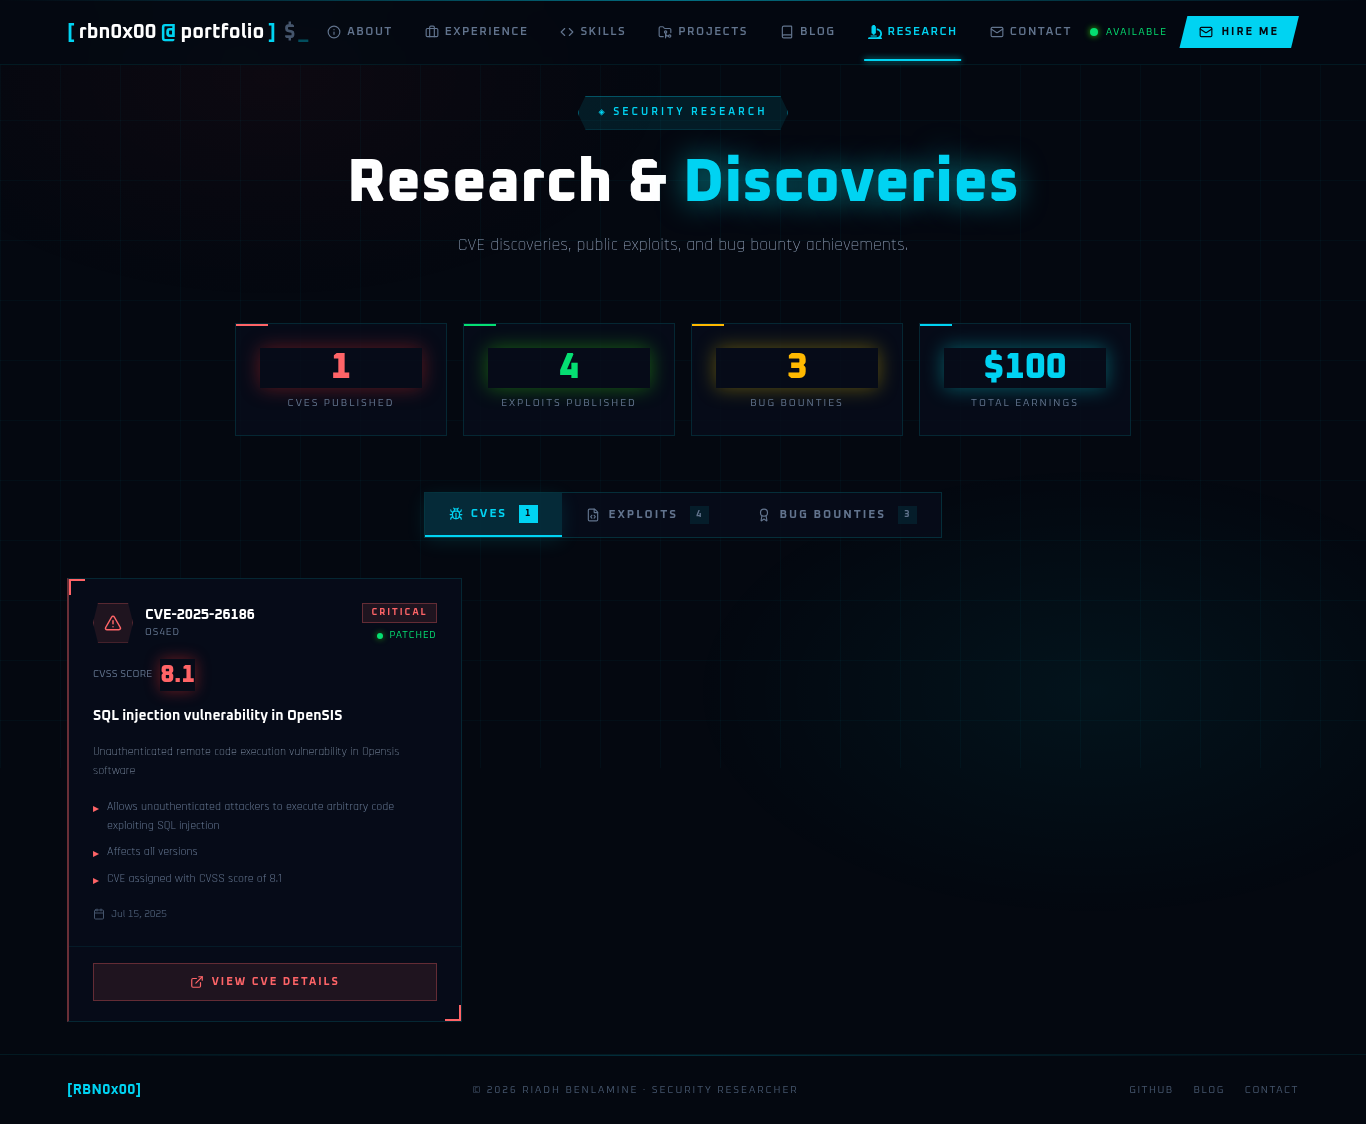 [ rbn0x00 @ portfolio ] $_
ABOUT
EXPERIENCE
SKILLS
PROJECTS
BLOG
RESEARCH
CONTACT
AVAILABLE
HIRE ME
SECURITY RESEARCH
Research & Discoveries
CVE discoveries, public exploits, and bug bounty achievements.
1
CVES PUBLISHED
4
EXPLOITS PUBLISHED
3
BUG BOUNTIES
$100
TOTAL EARNINGS
CVES 1
EXPLOITS 4
BUG BOUNTIES 3
CVE-2025-26186
OS4ED
CRITICAL
PATCHED
CVSS SCORE 8.1
SQL injection vulnerability in OpenSIS
Unauthenticated remote code execution vulnerability in Opensis
software
Allows unauthenticated attackers to execute arbitrary code
exploiting SQL injection
Affects all versions
CVE assigned with CVSS score of 8.1
Jul 15, 2025
VIEW CVE DETAILS
[RBN0x00]
© 2026 RIADH BENLAMINE · SECURITY RESEARCHER
GITHUB
BLOG
CONTACT